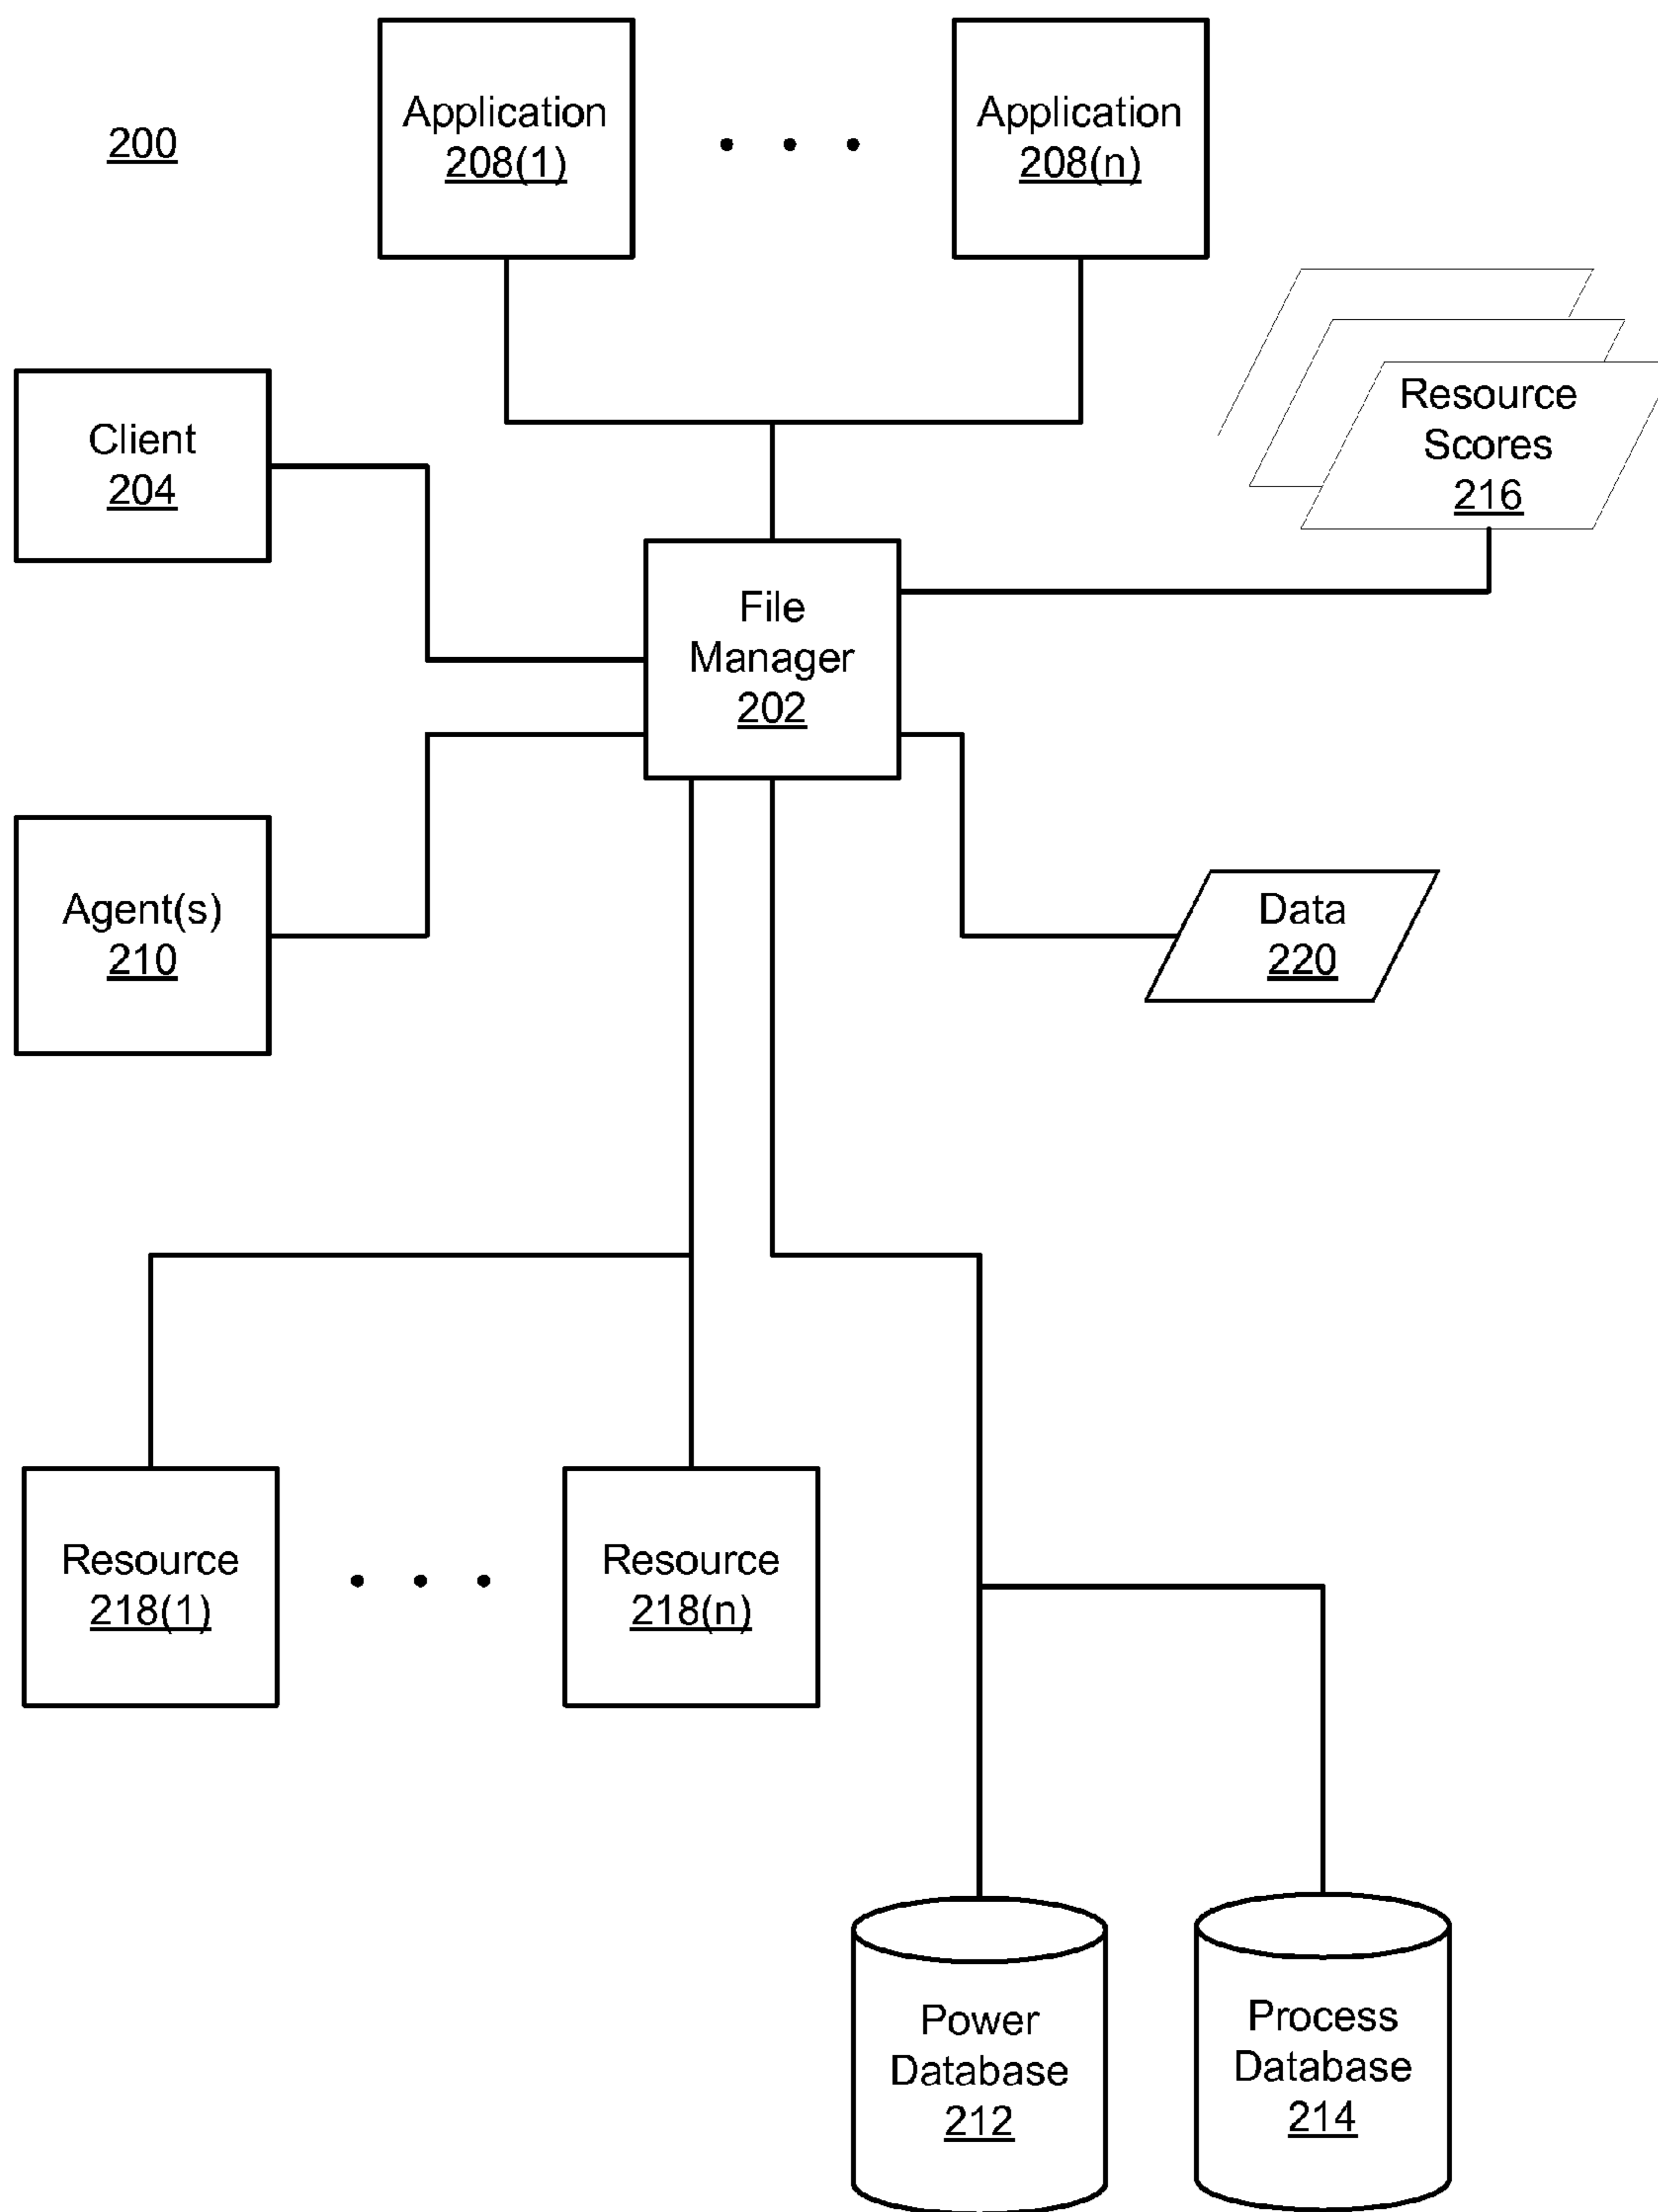 200
Application
208(1)
Application
208(n)
Resource
Scores
216
Client
204
File
Manager
202
Agent(s)
210
Data
220
Resource
218(1)
Resource
218(n)
Power
Database
212
Process
Database
214